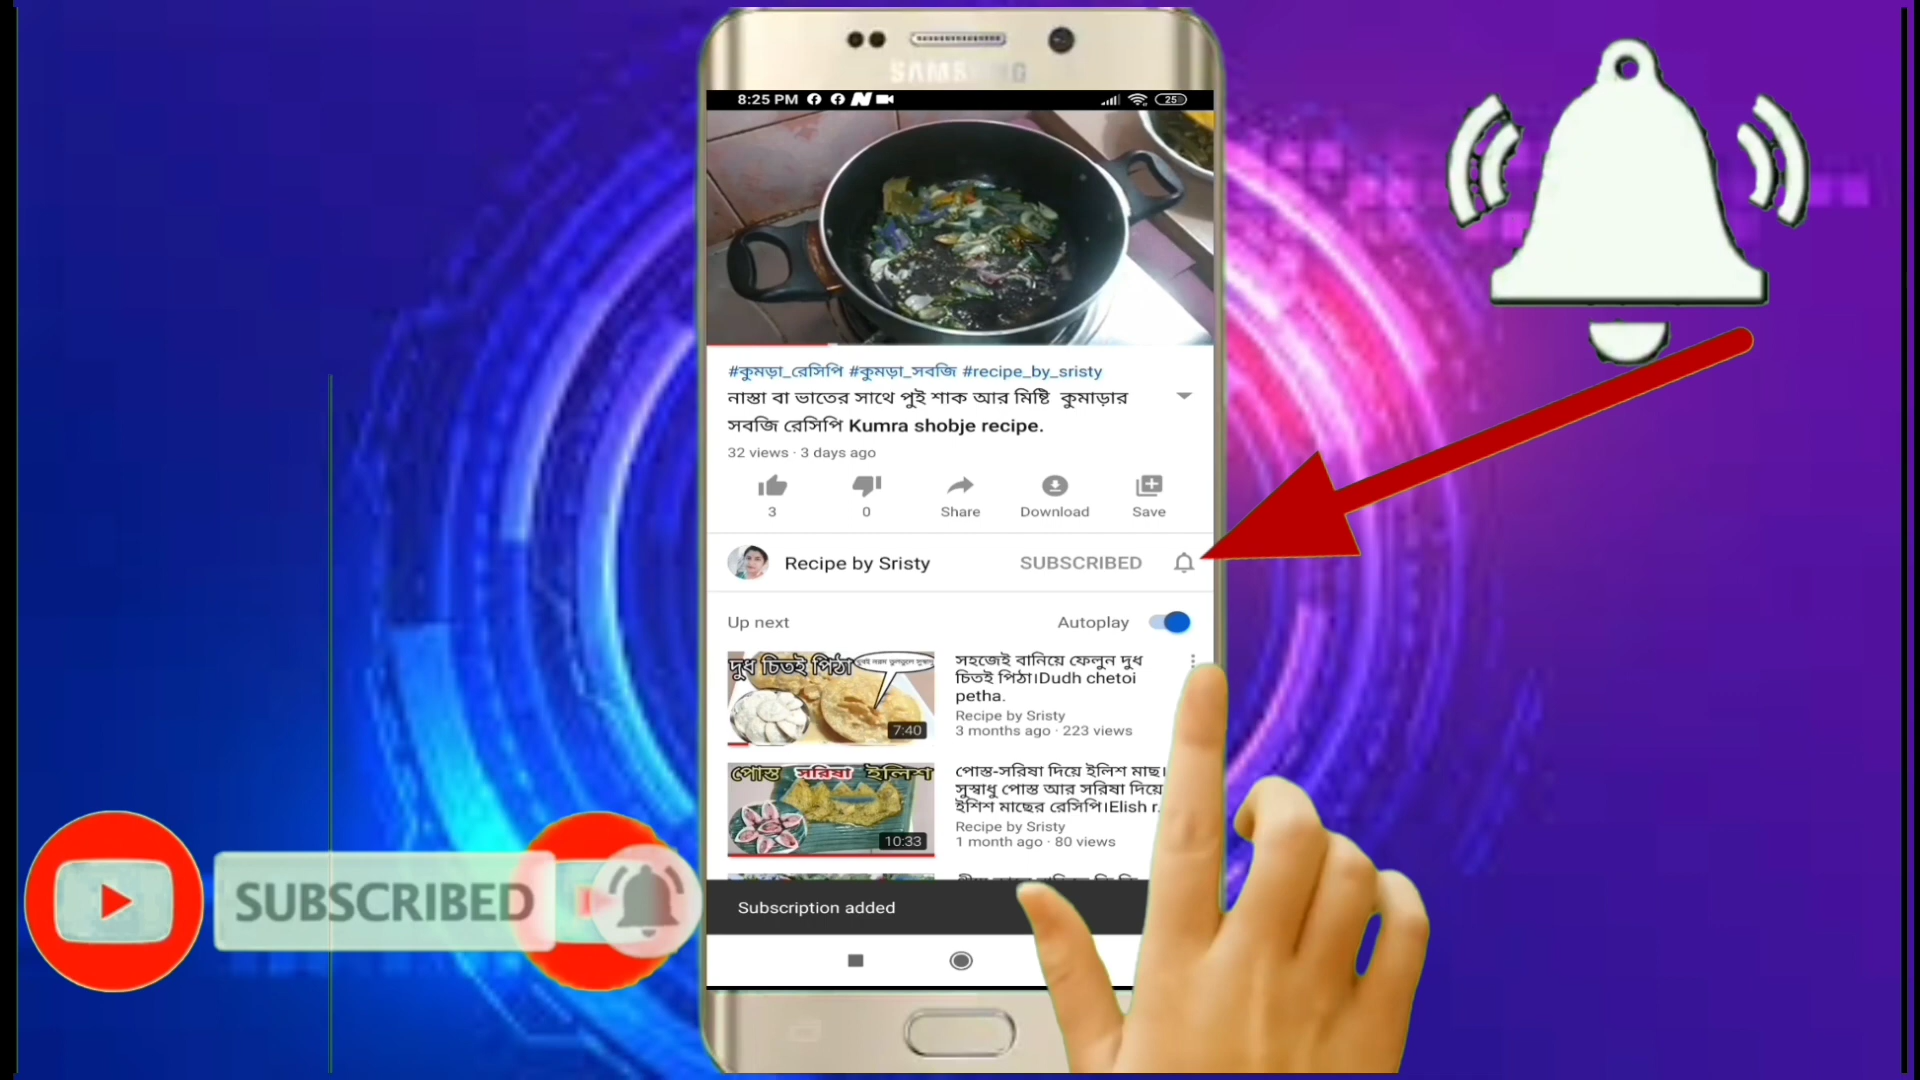 SAMSUNG
8:25 PM
25
#কুমড়া_রেসিপি #কুমড়া_সবজি #recipe_by_sristy
নাস্তা বা ভাতের সাথে পুই শাক আর মিষ্টি কুমাড়ার
সবজি রেসিপি Kumra shobje recipe.
32 views · 3 days ago
3
0
Share
Download
Save
Recipe by Sristy
SUBSCRIBED
Up next
Autoplay
দুধ চিতই পিঠা
7:40
সহজেই বানিয়ে ফেলুন দুধ
চিতই পিঠা।Dudh chetoi
petha.
Recipe by Sristy
3 months ago · 223 views
পোস্ত সরিষা ইলিশ
10:33
পোস্ত-সরিষা দিয়ে ইলিশ মাছ।
সুস্বাধু পোস্ত আর সরিষা দিয়ে
ইশিশ মাছের রেসিপি।Elish r.
Recipe by Sristy
1 month ago · 80 views
SUBSCRIBED
Subscription added